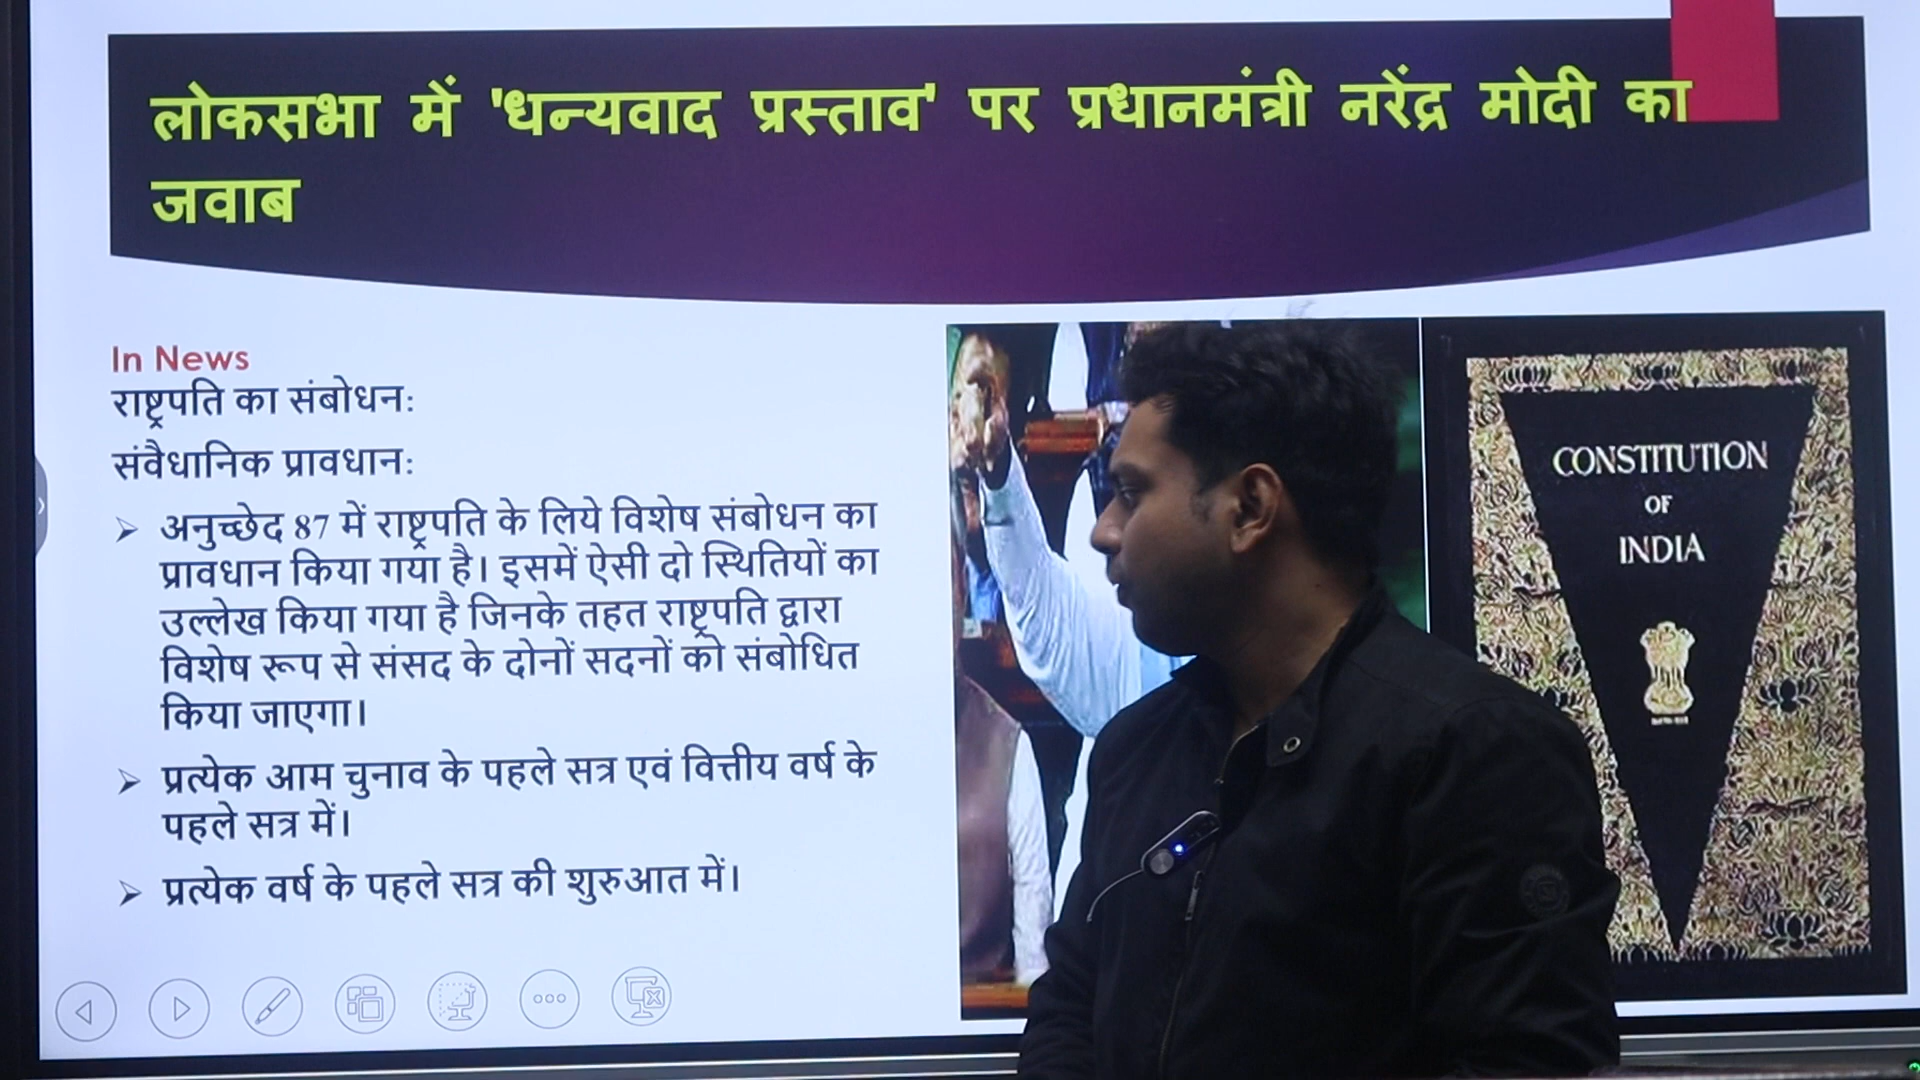 लोकसभा में 'धन्यवाद प्रस्ताव' पर प्रधानमंत्री नरेंद्र मोदी का
जवाब
In News
राष्ट्रपति का संबोधन:
संवैधानिक प्रावधान:
अनुच्छेद 87 में राष्ट्रपति के लिये विशेष संबोधन का
प्रावधान किया गया है। इसमें ऐसी दो स्थितियों का
उल्लेख किया गया है जिनके तहत राष्ट्रपति द्वारा
विशेष रूप से संसद के दोनों सदनों को संबोधित
किया जाएगा।
प्रत्येक आम चुनाव के पहले सत्र एवं वित्तीय वर्ष के
पहले सत्र में।
प्रत्येक वर्ष के पहले सत्र की शुरुआत में।
CONSTITUTION
OF
INDIA